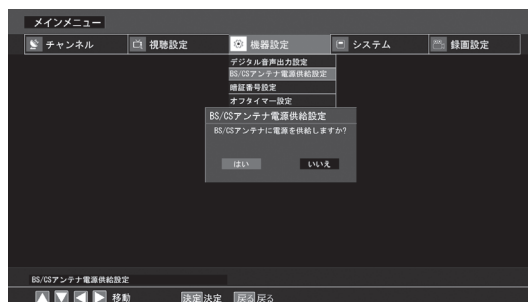 メインメニュー
チャンネル 視聴設定 機器設定 システム 録画設定
デジタル音声出力設定
BS/CSアンテナ電源供給設定
暗証番号設定
オフタイマー設定
BS/CSアンテナ電源供給設定
BS/CSアンテナに電源を供給しますか?
はい いいえ
BS/CSアンテナ電源供給設定
移動 決定 決定 戻る 戻る